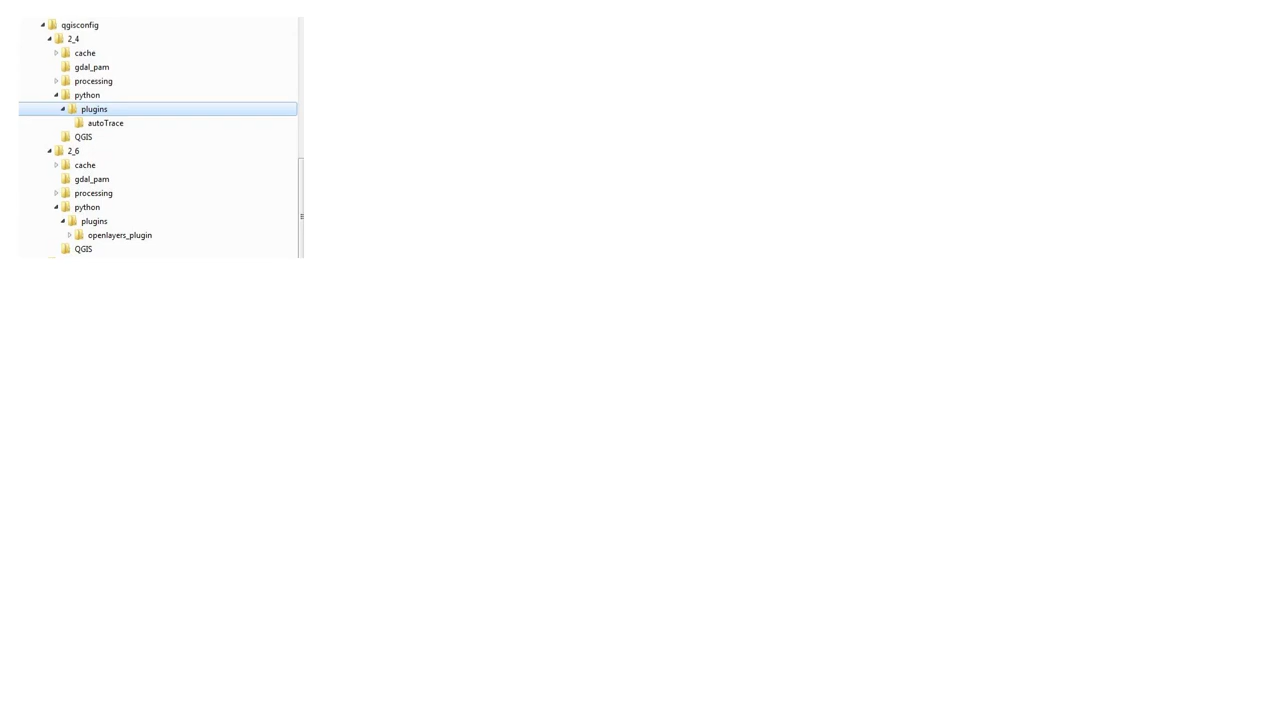 qgisconfig
2_4
cache
gdal_pam
processing
python
plugins
autoTrace
QGIS
2_6
cache
gdal_pam
processing
python
plugins
openlayers_plugin
QGIS